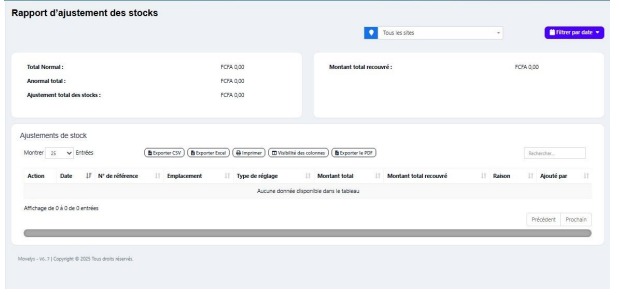 Rapport d'ajustement des stocks
Tous les sites
Filtrer par date
Total Normal : FCFA 0,00
Anormal total : FCFA 0,00
Ajustement total des stocks : FCFA 0,00
Montant total recouvré : FCFA 0,00
Ajustements de stock
Montrer 25 Entrées Exporter CSV Exporter Excel Imprimer Visibilité des colonnes Exporter le PDF Rechercher...
Action Date N° de référence Emplacement Type de réglage Montant total Montant total recouvré Raison Ajouté par
Aucune donnée disponible dans le tableau
Affichage de 0 à 0 de 0 entrées
Précédent Prochain
Movalys - V6.7 | Copyright © 2025 Tous droits réservés.